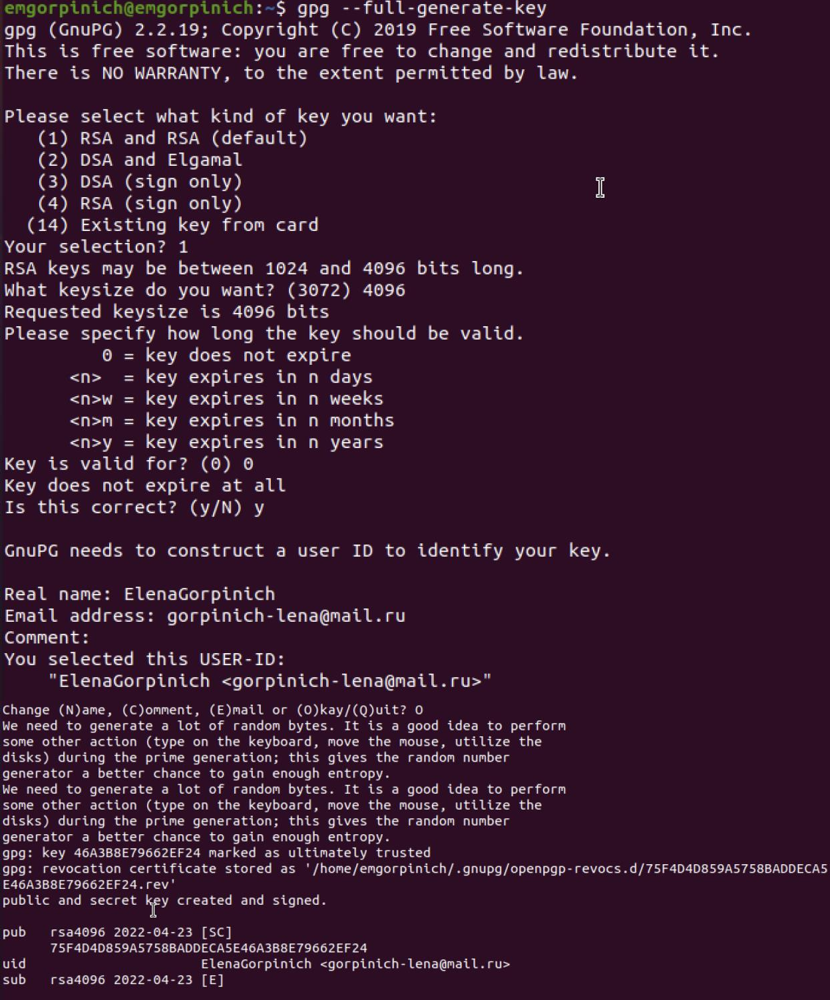 emgorpinich@emgorpinich:~$ gpg --full-generate-key
gpg (GnuPG) 2.2.19; Copyright (C) 2019 Free Software Foundation, Inc.
This is free software: you are free to change and redistribute it.
There is NO WARRANTY, to the extent permitted by law.

Please select what kind of key you want:
   (1) RSA and RSA (default)
   (2) DSA and Elgamal
   (3) DSA (sign only)
   (4) RSA (sign only)
  (14) Existing key from card
Your selection? 1
RSA keys may be between 1024 and 4096 bits long.
What keysize do you want? (3072) 4096
Requested keysize is 4096 bits
Please specify how long the key should be valid.
         0 = key does not expire
      <n>  = key expires in n days
      <n>w = key expires in n weeks
      <n>m = key expires in n months
      <n>y = key expires in n years
Key is valid for? (0) 0
Key does not expire at all
Is this correct? (y/N) y

GnuPG needs to construct a user ID to identify your key.

Real name: ElenaGorpinich
Email address: gorpinich-lena@mail.ru
Comment:
You selected this USER-ID:
    "ElenaGorpinich <gorpinich-lena@mail.ru>"

Change (N)ame, (C)omment, (E)mail or (O)kay/(Q)uit? O
We need to generate a lot of random bytes. It is a good idea to perform
some other action (type on the keyboard, move the mouse, utilize the
disks) during the prime generation; this gives the random number
generator a better chance to gain enough entropy.
We need to generate a lot of random bytes. It is a good idea to perform
some other action (type on the keyboard, move the mouse, utilize the
disks) during the prime generation; this gives the random number
generator a better chance to gain enough entropy.
gpg: key 46A3B8E79662EF24 marked as ultimately trusted
gpg: revocation certificate stored as '/home/emgorpinich/.gnupg/openpgp-revocs.d/75F4D4D859A5758BADDECA5
E46A3B8E79662EF24.rev'
public and secret key created and signed.

pub   rsa4096 2022-04-23 [SC]
      75F4D4D859A5758BADDECA5E46A3B8E79662EF24
uid                      ElenaGorpinich <gorpinich-lena@mail.ru>
sub   rsa4096 2022-04-23 [E]